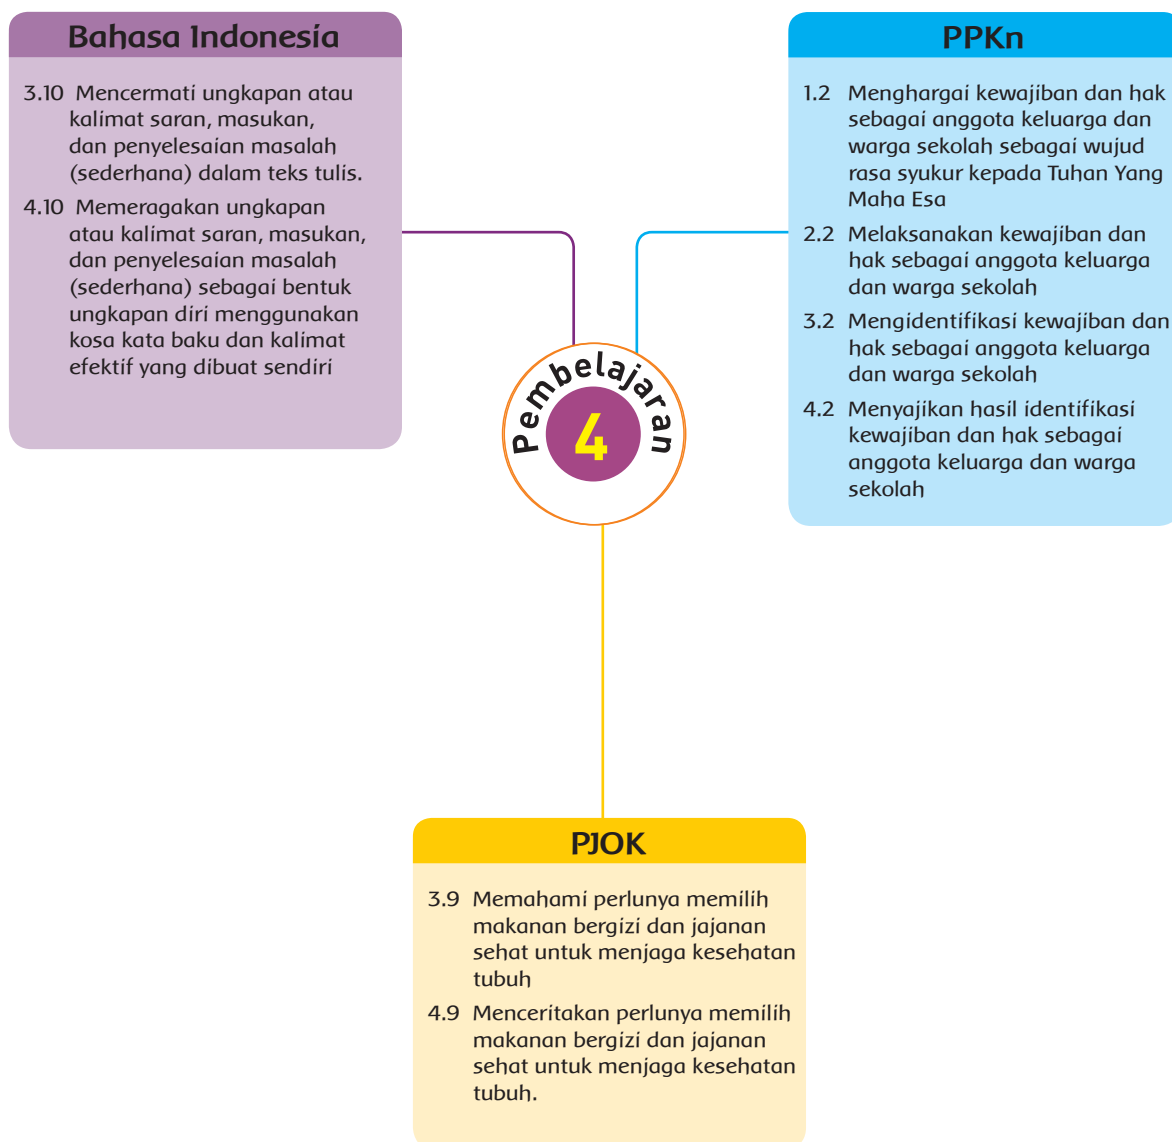 Bahasa Indonesia
3.10 Mencermati ungkapan atau
kalimat saran, masukan,
dan penyelesaian masalah
(sederhana) dalam teks tulis.
4.10 Memeragakan ungkapan
atau kalimat saran, masukan,
dan penyelesaian masalah
(sederhana) sebagai bentuk
ungkapan diri menggunakan
kosa kata baku dan kalimat
efektif yang dibuat sendiri
PPKn
1.2 Menghargai kewajiban dan hak
sebagai anggota keluarga dan
warga sekolah sebagai wujud
rasa syukur kepada Tuhan Yang
Maha Esa
2.2 Melaksanakan kewajiban dan
hak sebagai anggota keluarga
dan warga sekolah
3.2 Mengidentifikasi kewajiban dan
hak sebagai anggota keluarga
dan warga sekolah
4.2 Menyajikan hasil identifikasi
kewajiban dan hak sebagai
anggota keluarga dan warga
sekolah
Pembelajaran
4
PJOK
3.9 Memahami perlunya memilih
makanan bergizi dan jajanan
sehat untuk menjaga kesehatan
tubuh
4.9 Menceritakan perlunya memilih
makanan bergizi dan jajanan
sehat untuk menjaga kesehatan
tubuh.